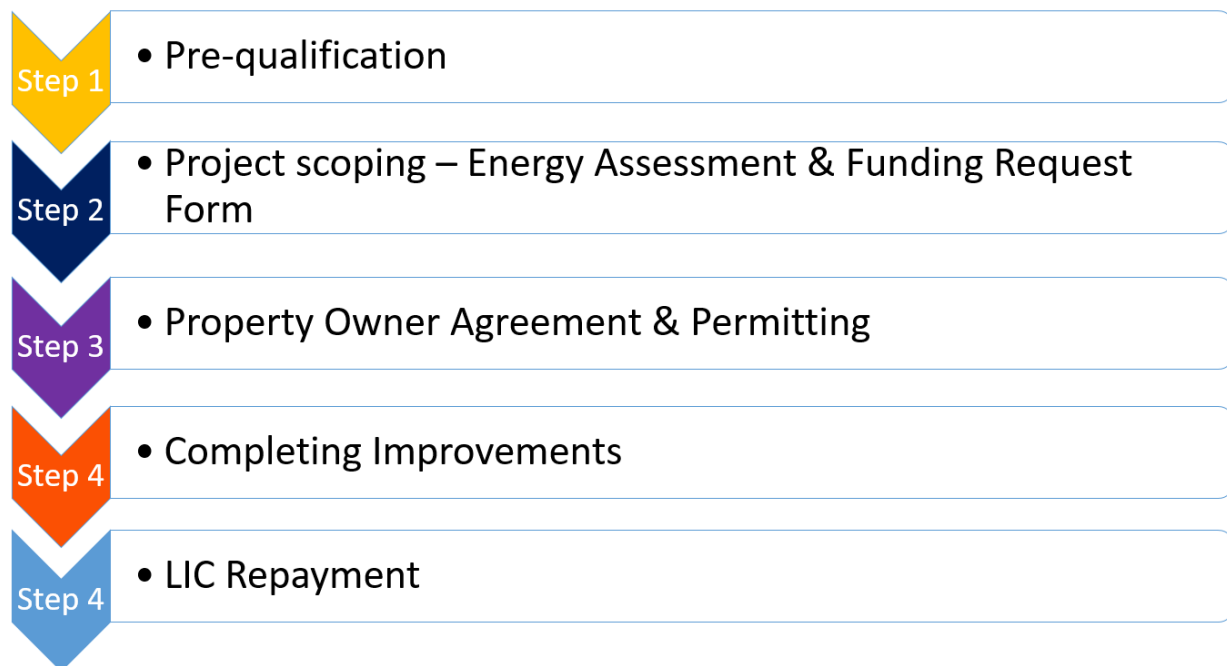 Step 1
• Pre-qualification
Step 2
• Project scoping – Energy Assessment & Funding Request
Form
Step 3
• Property Owner Agreement & Permitting
Step 4
• Completing Improvements
Step 4
• LIC Repayment